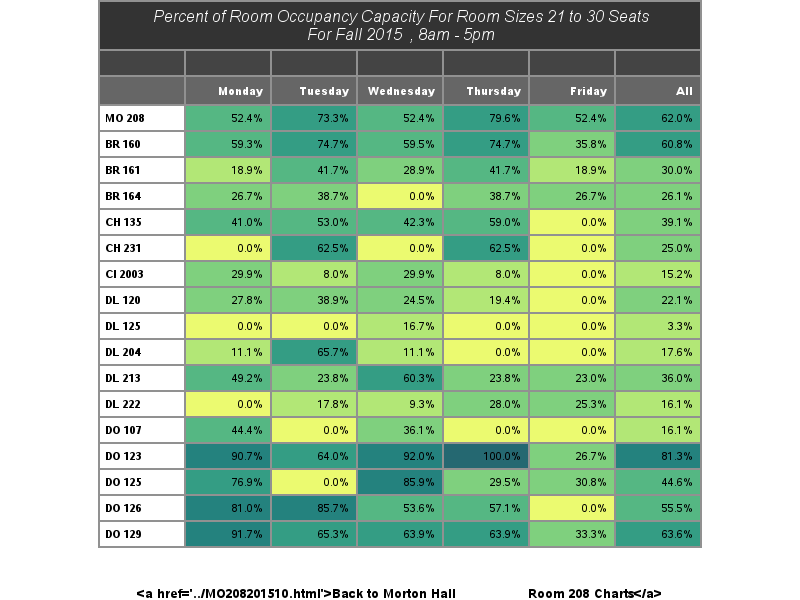 Percent of Room Occupancy Capacity For Room Sizes 21 to 30 Seats
For Fall 2015 , 8am - 5pm
Monday Tuesday Wednesday Thursday Friday All
MO 208 52.4% 73.3% 52.4% 79.6% 52.4% 62.0%
BR 160 59.3% 74.7% 59.5% 74.7% 35.8% 60.8%
BR 161 18.9% 41.7% 28.9% 41.7% 18.9% 30.0%
BR 164 26.7% 38.7% 0.0% 38.7% 26.7% 26.1%
CH 135 41.0% 53.0% 42.3% 59.0% 0.0% 39.1%
CH 231 0.0% 62.5% 0.0% 62.5% 0.0% 25.0%
CI 2003 29.9% 8.0% 29.9% 8.0% 0.0% 15.2%
DL 120 27.8% 38.9% 24.5% 19.4% 0.0% 22.1%
DL 125 0.0% 0.0% 16.7% 0.0% 0.0% 3.3%
DL 204 11.1% 65.7% 11.1% 0.0% 0.0% 17.6%
DL 213 49.2% 23.8% 60.3% 23.8% 23.0% 36.0%
DL 222 0.0% 17.8% 9.3% 28.0% 25.3% 16.1%
DO 107 44.4% 0.0% 36.1% 0.0% 0.0% 16.1%
DO 123 90.7% 64.0% 92.0% 100.0% 26.7% 81.3%
DO 125 76.9% 0.0% 85.9% 29.5% 30.8% 44.6%
DO 126 81.0% 85.7% 53.6% 57.1% 0.0% 55.5%
DO 129 91.7% 65.3% 63.9% 63.9% 33.3% 63.6%
<a href='../MO208201510.html'>Back to Morton Hall Room 208 Charts</a>